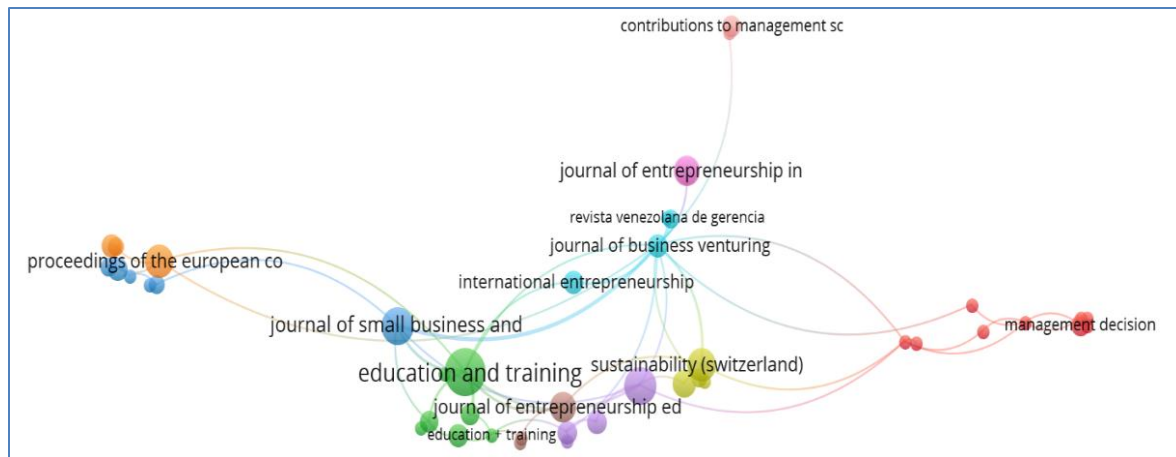 contributions to management sc
journal of entrepreneurship in
revista venezolana de gerencia
journal of business venturing
proceedings of the european co
international entrepreneurship
journal of small business and
management decision
sustainability (switzerland)
education and training
journal of entrepreneurship ed
education + training